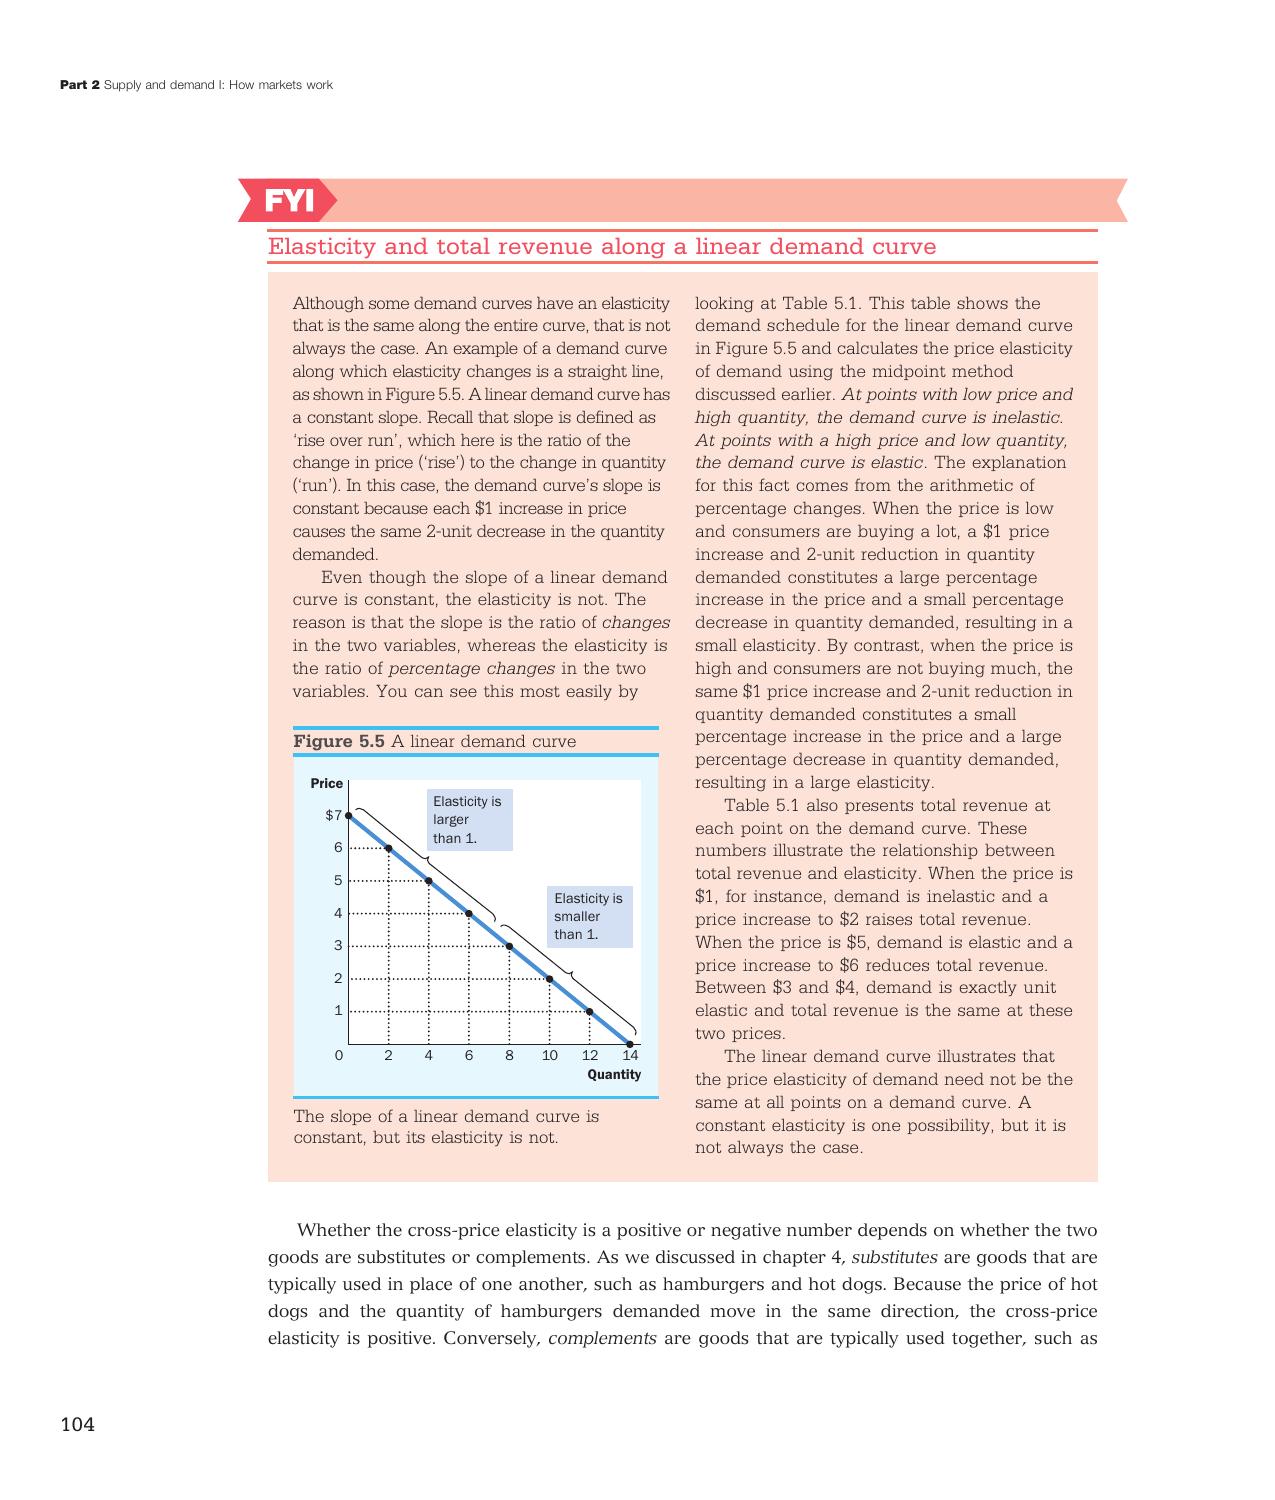 Part 2 Supply and demand I: How markets work
FYI
Elasticity and total revenue along a linear demand curve
Although some demand curves have an elasticity
that is the same along the entire curve, that is not
always the case. An example of a demand curve
along which elasticity changes is a straight line,
as shown in Figure 5.5. A linear demand curve has
a constant slope. Recall that slope is defined as
‘rise over run’, which here is the ratio of the
change in price (‘rise’) to the change in quantity
(‘run’). In this case, the demand curve’s slope is
constant because each $1 increase in price
causes the same 2-unit decrease in the quantity
demanded.
Even though the slope of a linear demand
curve is constant, the elasticity is not. The
reason is that the slope is the ratio of changes
in the two variables, whereas the elasticity is
the ratio of percentage changes in the two
variables. You can see this most easily by
Figure 5.5 A linear demand curve
Price
Elasticity is
larger
than 1.
$7
6
5
Elasticity is
smaller
than 1.
4
3
2
1
0 2 4 6 8 10 12 14
Quantity
The slope of a linear demand curve is
constant, but its elasticity is not.
looking at Table 5.1. This table shows the
demand schedule for the linear demand curve
in Figure 5.5 and calculates the price elasticity
of demand using the midpoint method
discussed earlier. At points with low price and
high quantity, the demand curve is inelastic.
At points with a high price and low quantity,
the demand curve is elastic. The explanation
for this fact comes from the arithmetic of
percentage changes. When the price is low
and consumers are buying a lot, a $1 price
increase and 2-unit reduction in quantity
demanded constitutes a large percentage
increase in the price and a small percentage
decrease in quantity demanded, resulting in a
small elasticity. By contrast, when the price is
high and consumers are not buying much, the
same $1 price increase and 2-unit reduction in
quantity demanded constitutes a small
percentage increase in the price and a large
percentage decrease in quantity demanded,
resulting in a large elasticity.
Table 5.1 also presents total revenue at
each point on the demand curve. These
numbers illustrate the relationship between
total revenue and elasticity. When the price is
$1, for instance, demand is inelastic and a
price increase to $2 raises total revenue.
When the price is $5, demand is elastic and a
price increase to $6 reduces total revenue.
Between $3 and $4, demand is exactly unit
elastic and total revenue is the same at these
two prices.
The linear demand curve illustrates that
the price elasticity of demand need not be the
same at all points on a demand curve. A
constant elasticity is one possibility, but it is
not always the case.
Whether the cross-price elasticity is a positive or negative number depends on whether the two
goods are substitutes or complements. As we discussed in chapter 4, substitutes are goods that are
typically used in place of one another, such as hamburgers and hot dogs. Because the price of hot
dogs and the quantity of hamburgers demanded move in the same direction, the cross-price
elasticity is positive. Conversely, complements are goods that are typically used together, such as
104